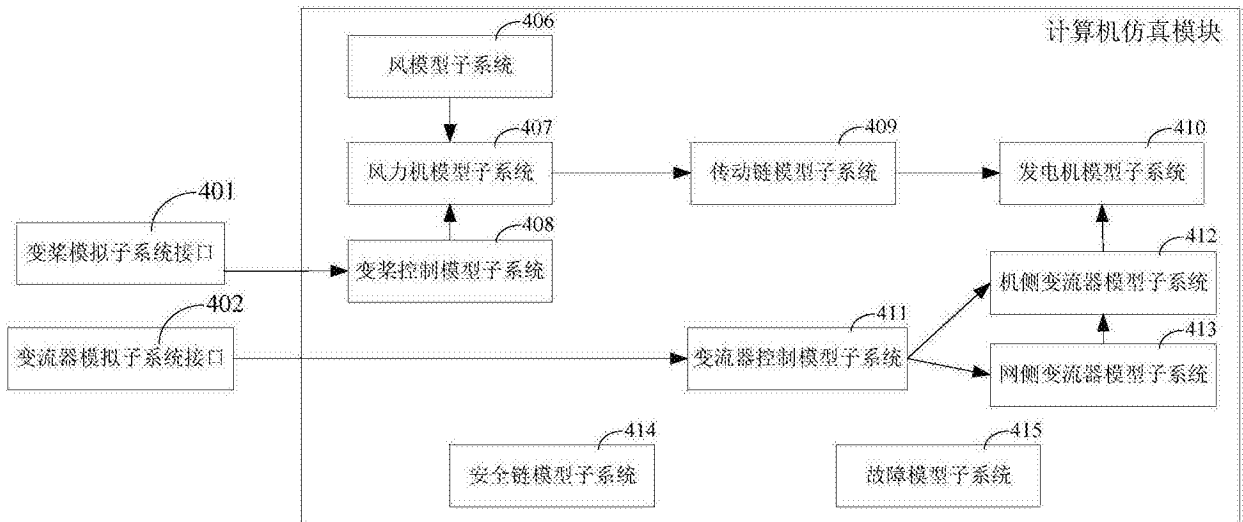 计算机仿真模块
406
风模型子系统
407
风力机模型子系统
409
传动链模型子系统
410
发电机模型子系统
401
变桨模拟子系统接口
408
变桨控制模型子系统
412
机侧变流器模型子系统
402
变流器模拟子系统接口
411
变流器控制模型子系统
413
网侧变流器模型子系统
414
安全链模型子系统
415
故障模型子系统